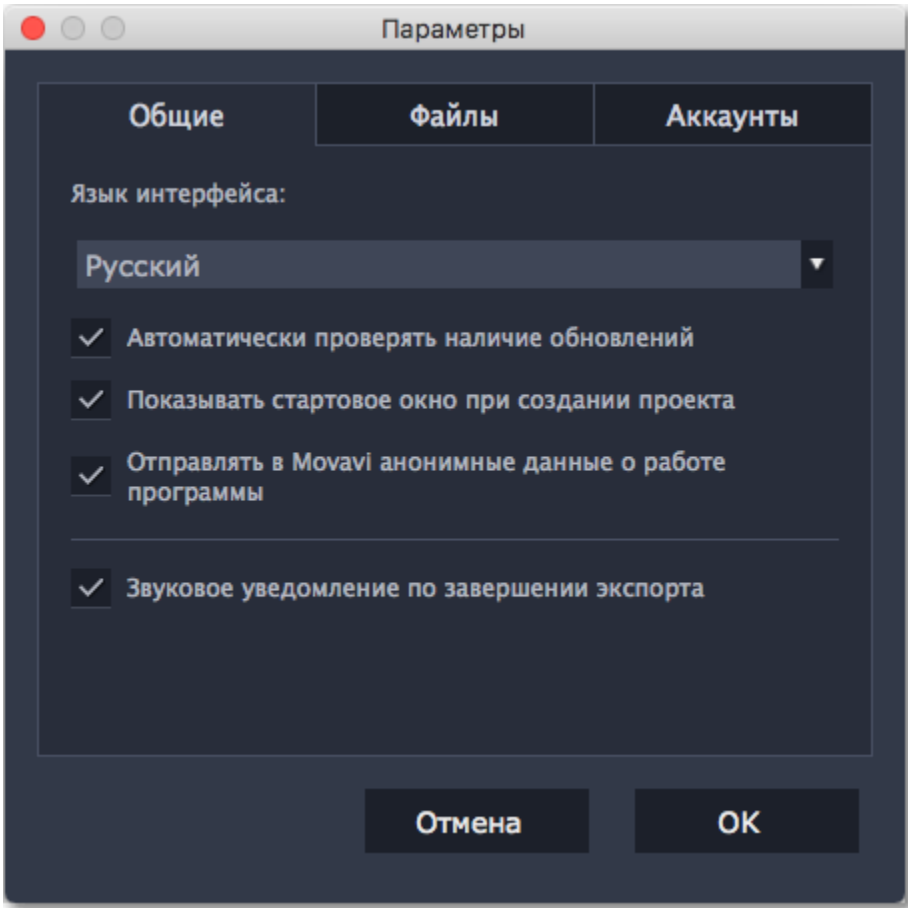 Параметры
Общие
Файлы
Аккаунты
Язык интерфейса:
Русский
Автоматически проверять наличие обновлений
Показывать стартовое окно при создании проекта
Отправлять в Movavi анонимные данные о работе
программы
Звуковое уведомление по завершении экспорта
Отмена
OK